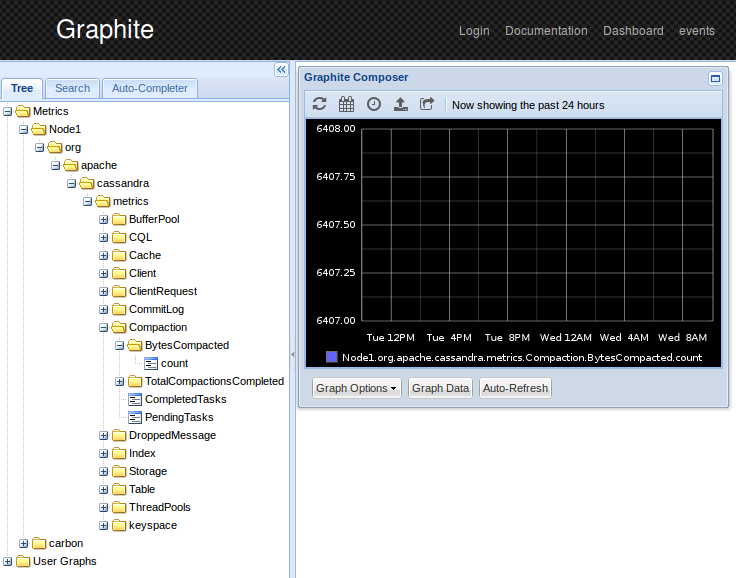 Graphite
Login Documentation Dashboard events
Tree Search Auto-Completer
Metrics
Node1
org
apache
cassandra
metrics
BufferPool
CQL
Cache
Client
ClientRequest
CommitLog
Compaction
BytesCompacted
count
TotalCompactionsCompleted
CompletedTasks
PendingTasks
DroppedMessage
Index
Storage
Table
ThreadPools
keyspace
carbon
User Graphs
Graphite Composer
Now showing the past 24 hours
6408.00
6407.75
6407.50
6407.25
6407.00
Tue 12PM Tue 4PM Tue 8PM Wed 12AM Wed 4AM Wed 8AM
Node1.org.apache.cassandra.metrics.Compaction.BytesCompacted.count
Graph Options Graph Data Auto-Refresh